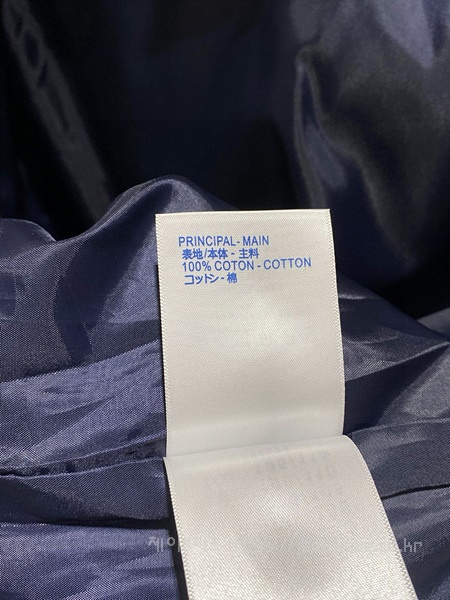 PRINCIPAL- MAIN
表地/本体 - 主料
100% COTON - COTTON
コットン - 棉